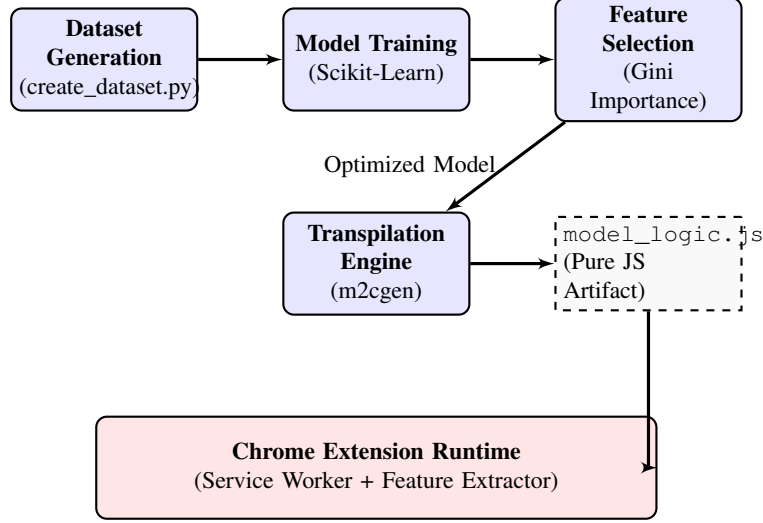 Dataset
Generation
(create_dataset.py)
Model Training
(Scikit-Learn)
Feature
Selection
(Gini
Importance)
Optimized Model
Transpilation
Engine
(m2cgen)
model_logic.js
(Pure JS
Artifact)
Chrome Extension Runtime
(Service Worker + Feature Extractor)